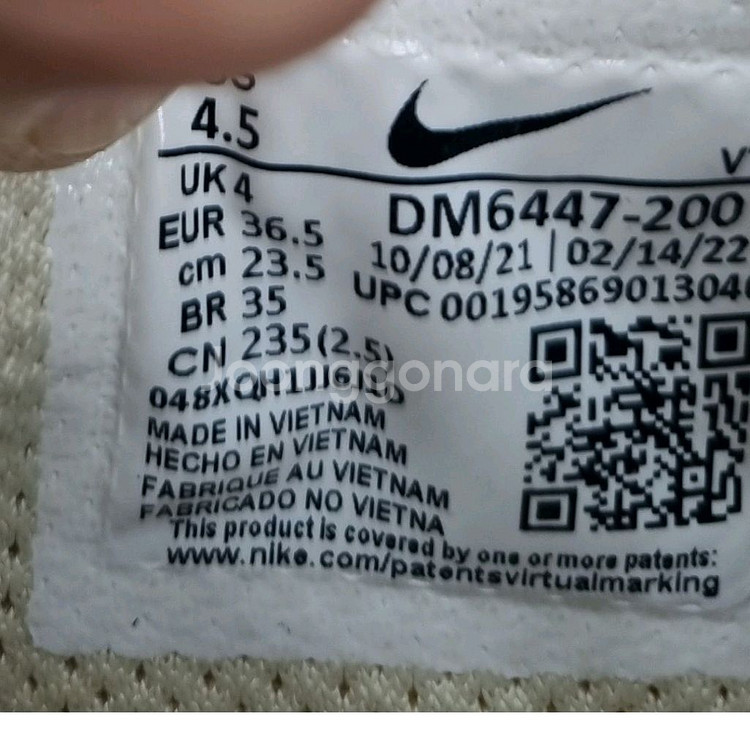 US
4.5
UK 4
EUR 36.5
cm 23.5
BR 35
CN 235(2.5)
DM6447-200
10/08/21 | 02/14/22
UPC 0019586901304
MADE IN VIETNAM
HECHO EN VIETNAM
FABRIQUE AU VIETNAM
FABRICADO NO VIETNA
This product is covered by one or more patents:
www.nike.com/patentsvirtualmarking
Joonggonara